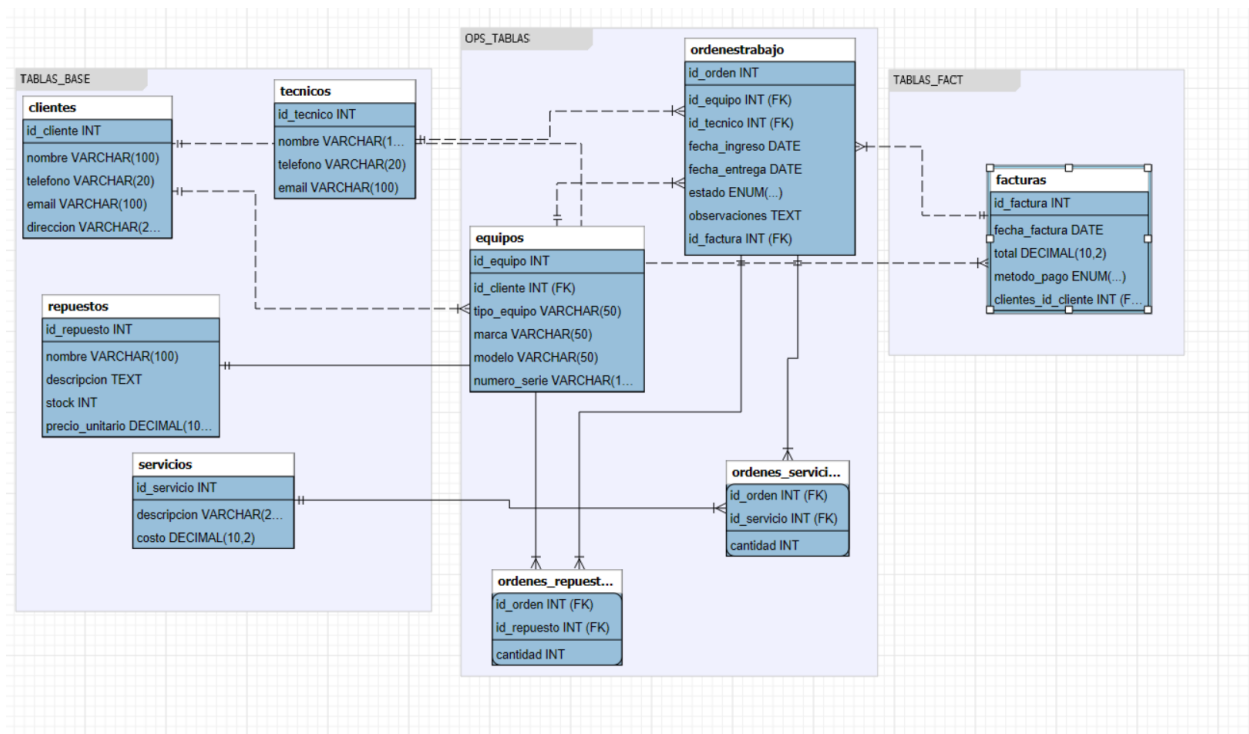 TABLAS_BASE
clientes
id_cliente INT
nombre VARCHAR(100)
telefono VARCHAR(20)
email VARCHAR(100)
direccion VARCHAR(2...
tecnicos
id_tecnico INT
nombre VARCHAR(1...
telefono VARCHAR(20)
email VARCHAR(100)
repuestos
id_repuesto INT
nombre VARCHAR(100)
descripcion TEXT
stock INT
precio_unitario DECIMAL(10...
servicios
id_servicio INT
descripcion VARCHAR(2...
costo DECIMAL(10,2)
OPS_TABLAS
ordenestrabajo
id_orden INT
id_equipo INT (FK)
id_tecnico INT (FK)
fecha_ingreso DATE
fecha_entrega DATE
estado ENUM(...)
observaciones TEXT
id_factura INT (FK)
equipos
id_equipo INT
id_cliente INT (FK)
tipo_equipo VARCHAR(50)
marca VARCHAR(50)
modelo VARCHAR(50)
numero_serie VARCHAR(1...
ordenes_servici...
id_orden INT (FK)
id_servicio INT (FK)
cantidad INT
ordenes_repuest...
id_orden INT (FK)
id_repuesto INT (FK)
cantidad INT
TABLAS_FACT
facturas
id_factura INT
fecha_factura DATE
total DECIMAL(10,2)
metodo_pago ENUM(...)
clientes_id_cliente INT (F...